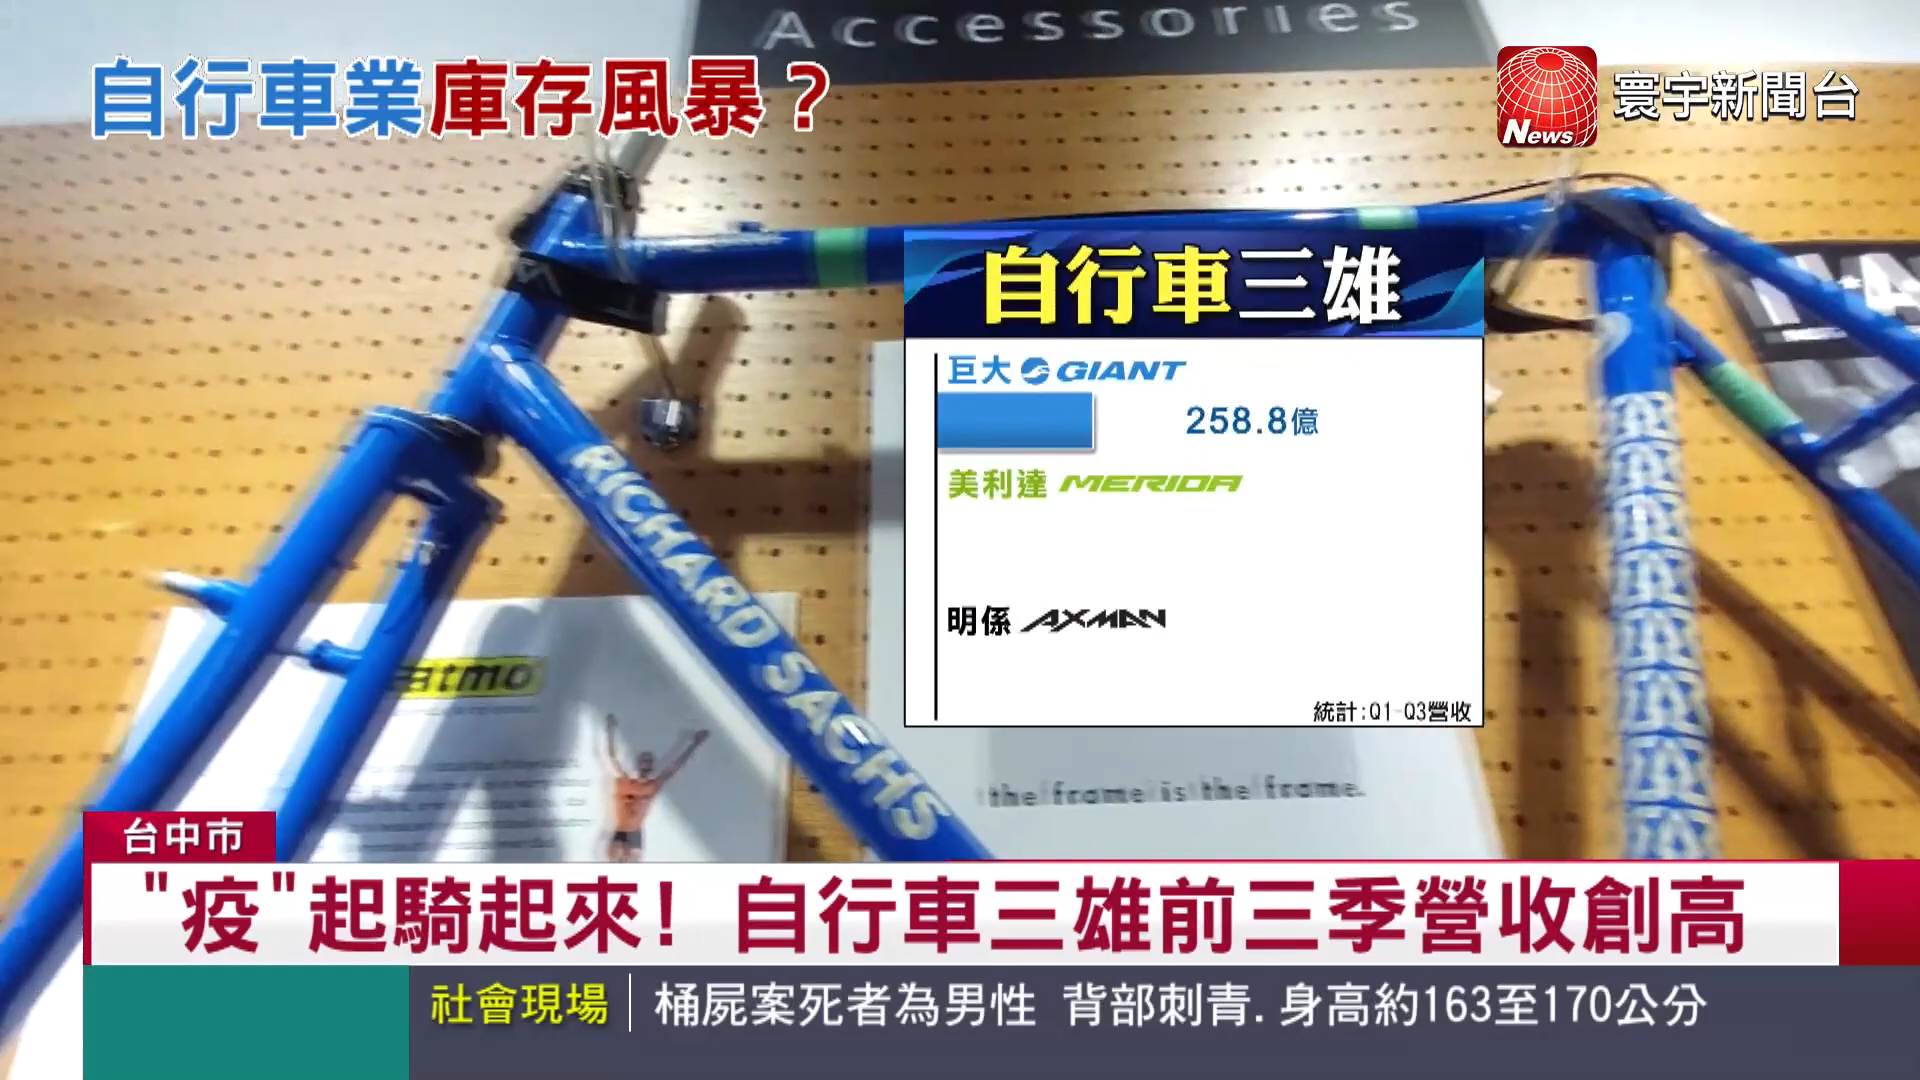 Accessories
自行車業庫存風暴？
News
寰宇新聞台
自行車三雄
巨大 GIANT
258.8億
美利達 MERIDA
明係 AXMAN
統計:Q1-Q3營收
RICHARD SACHS
atmo
the frame is the frame.
台中市
"疫"起騎起來! 自行車三雄前三季營收創高
社會現場
桶屍案死者為男性 背部刺青.身高約163至170公分